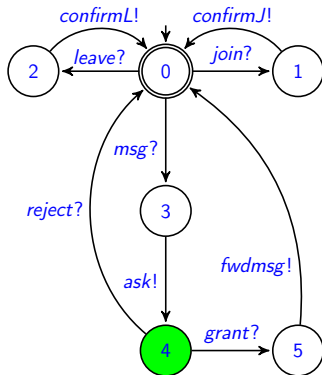 confirmL! confirmJ!
leave? join?
2 0 1
msg?
3
reject? ask! fwdmsg!
grant?
4 5